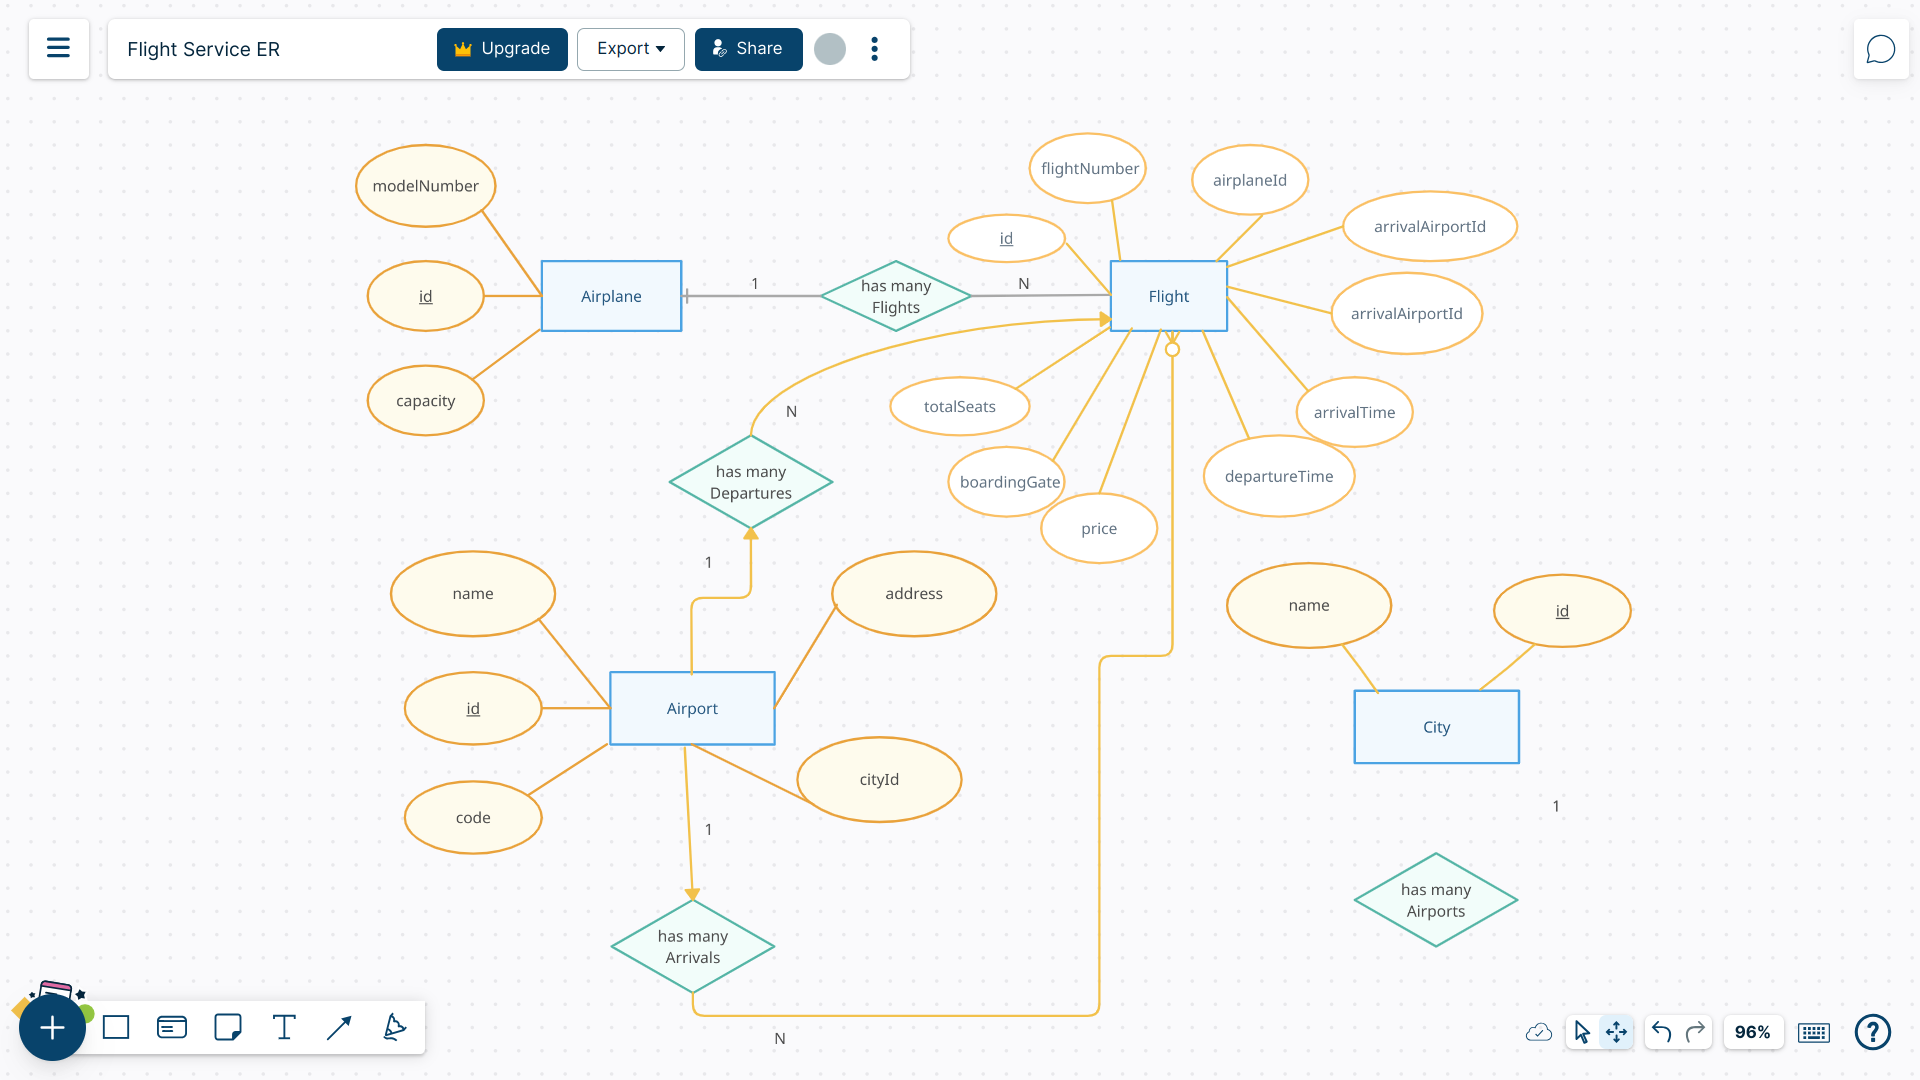 Flight Service ER
Upgrade
Export
Share
flightNumber
airplaneId
modelNumber
arrivalAirportId
id
id
Airplane
1
has many
Flights
N
Flight
arrivalAirportId
capacity
N
totalSeats
arrivalTime
has many
Departures
boardingGate
departureTime
price
1
name
address
name
id
id
Airport
City
cityId
code
1
1
has many
Airports
has many
Arrivals
N
T
96%
?